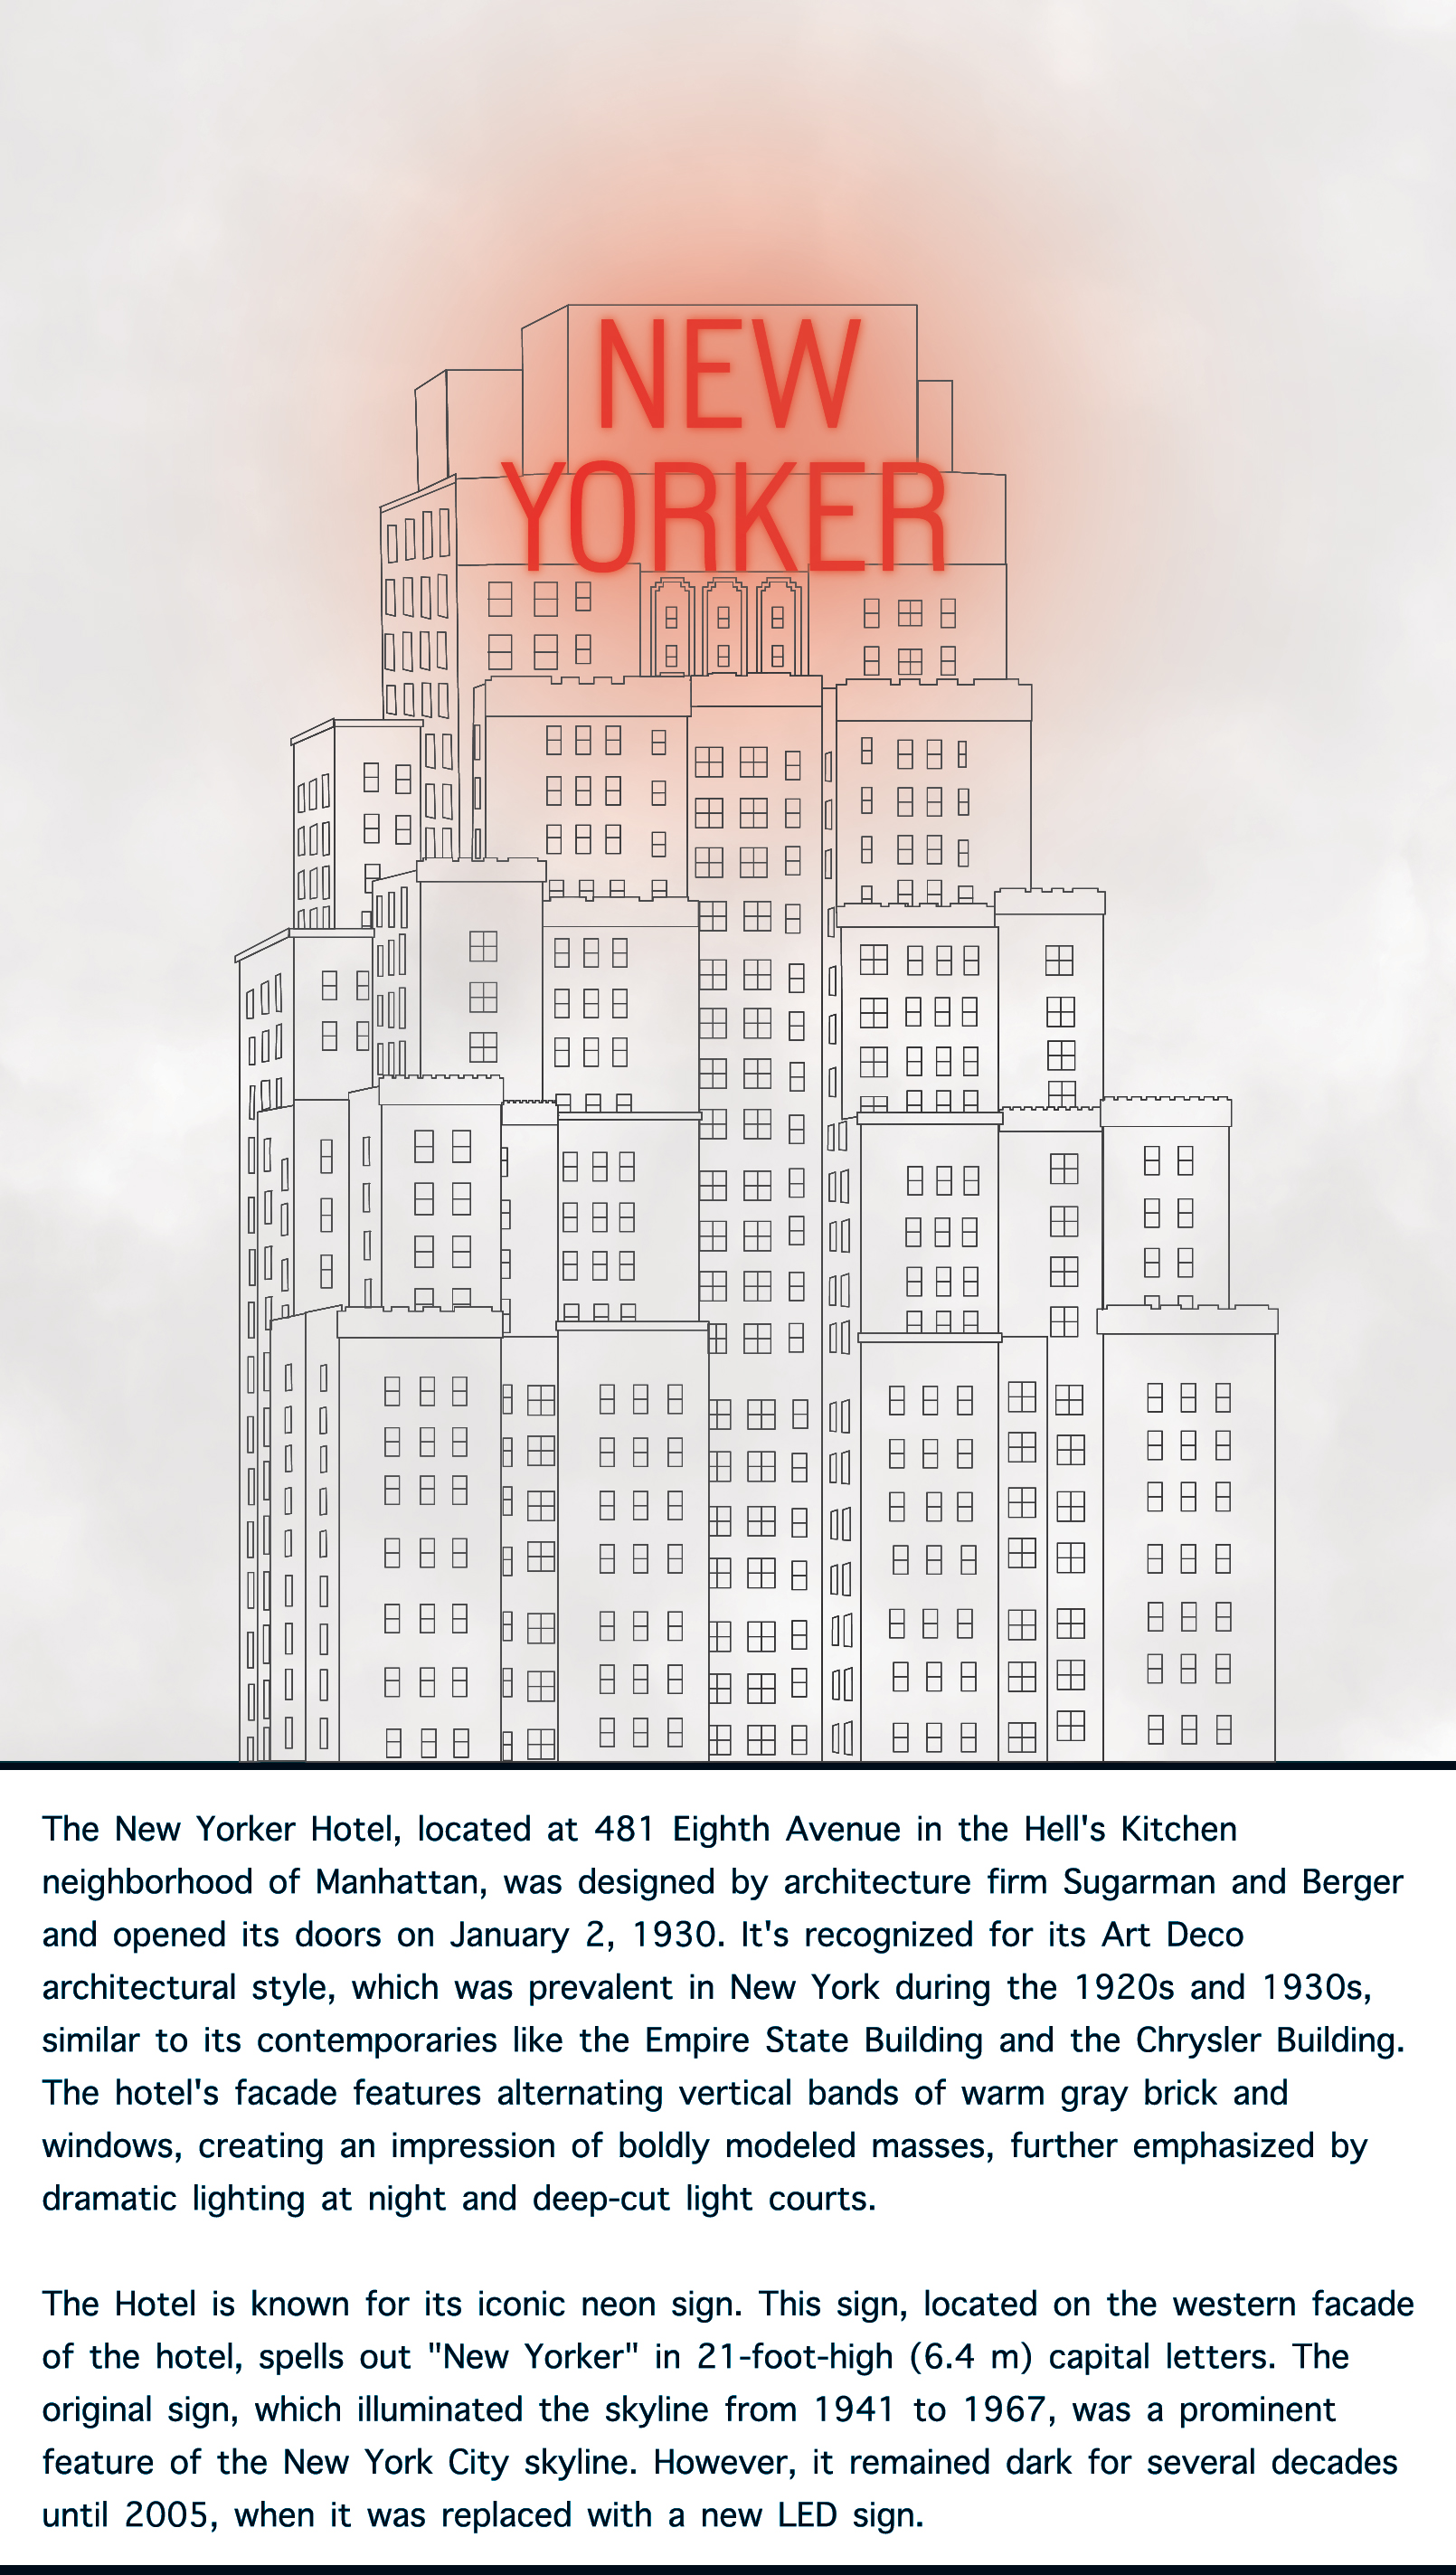 NEW
YORKER
The New Yorker Hotel, located at 481 Eighth Avenue in the Hell's Kitchen
neighborhood of Manhattan, was designed by architecture firm Sugarman and Berger
and opened its doors on January 2, 1930. It's recognized for its Art Deco
architectural style, which was prevalent in New York during the 1920s and 1930s,
similar to its contemporaries like the Empire State Building and the Chrysler Building.
The hotel's facade features alternating vertical bands of warm gray brick and
windows, creating an impression of boldly modeled masses, further emphasized by
dramatic lighting at night and deep-cut light courts.
The Hotel is known for its iconic neon sign. This sign, located on the western facade
of the hotel, spells out "New Yorker" in 21-foot-high (6.4 m) capital letters. The
original sign, which illuminated the skyline from 1941 to 1967, was a prominent
feature of the New York City skyline. However, it remained dark for several decades
until 2005, when it was replaced with a new LED sign.